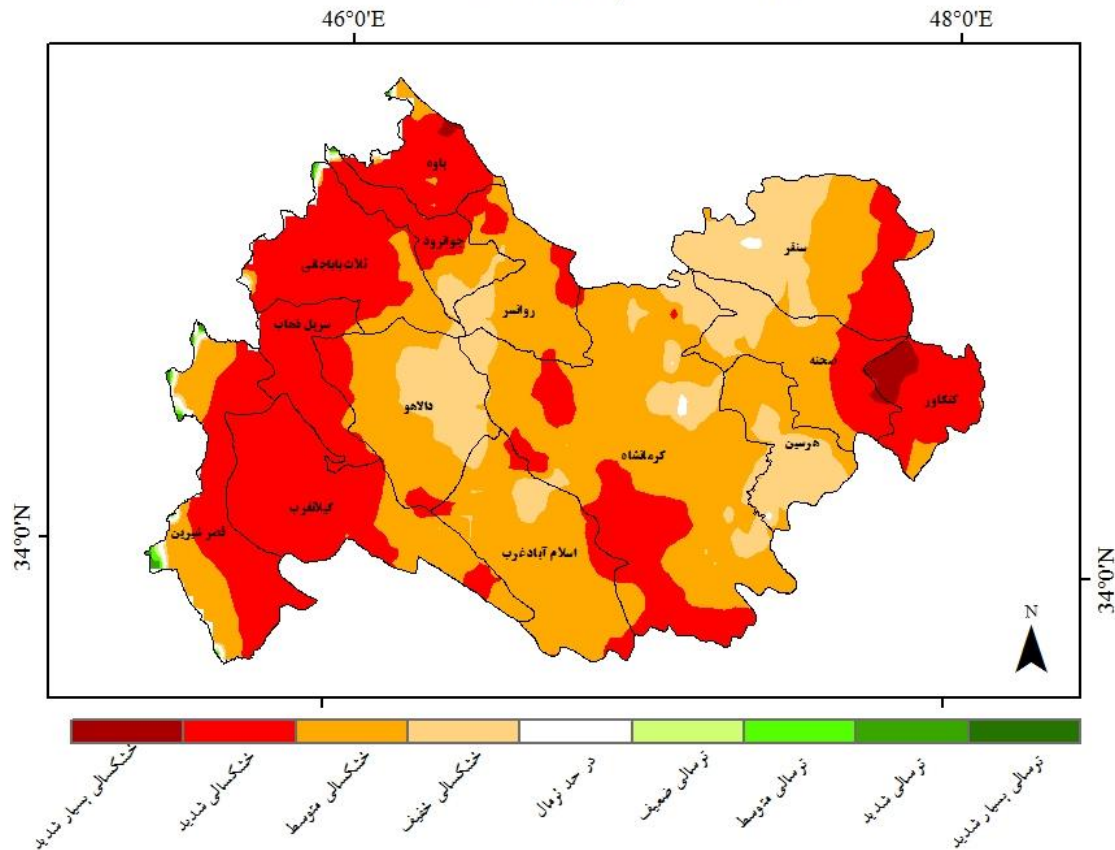 46°0'E
48°0'E
پاوه
جوانرود
سنقر
ثلاث باباجانی
روانسر
سرپل ذهاب
صحنه
کنگاور
دالاهو
هرسین
کرمانشاه
گیلانغرب
قصر شیرین
اسلام آبادغرب
34°0'N
34°0'N
N
خشکسالی بسیار شدید
خشکسالی شدید
خشکسالی متوسط
خشکسالی خفیف
در حد نرمال
ترسالی ضعیف
ترسالی متوسط
ترسالی شدید
ترسالی بسیار شدید